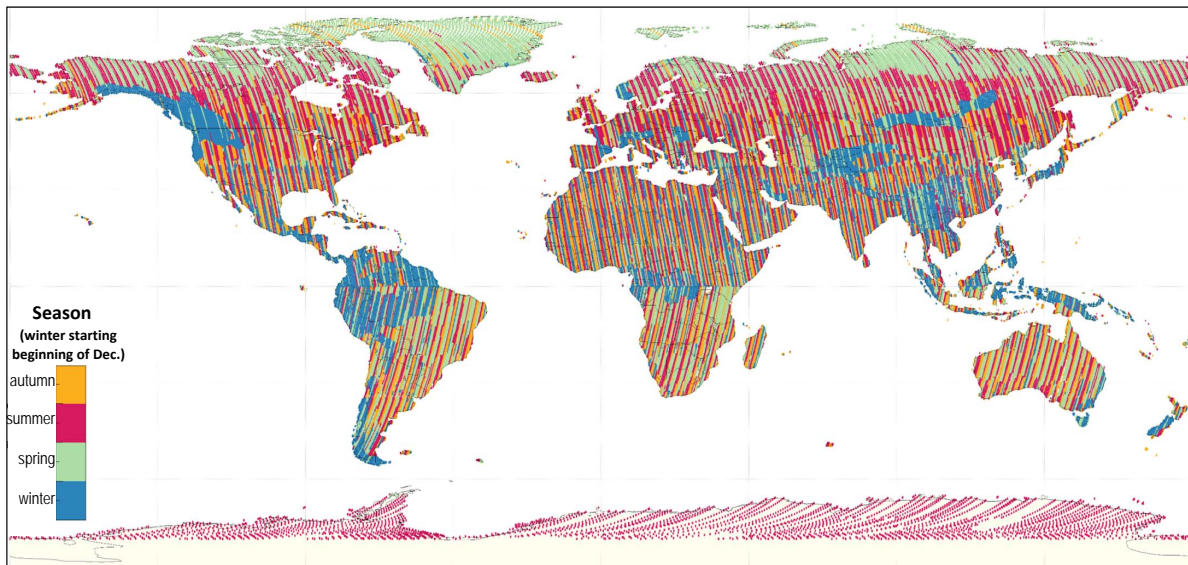 Season
(winter starting
beginning of Dec.)
autumn
summer
spring
winter